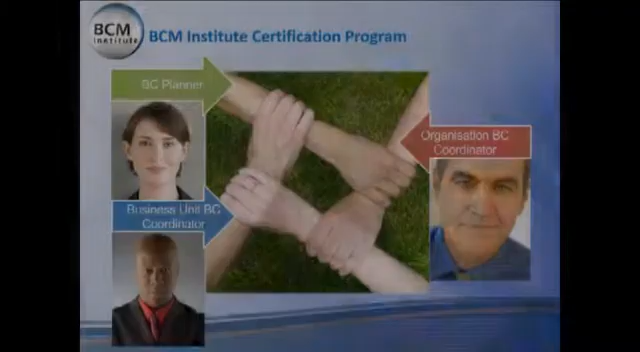 BCM
Institute
BCM Institute Certification Program
BC Planner
Organisation BC
Coordinator
Business Unit BC
Coordinator